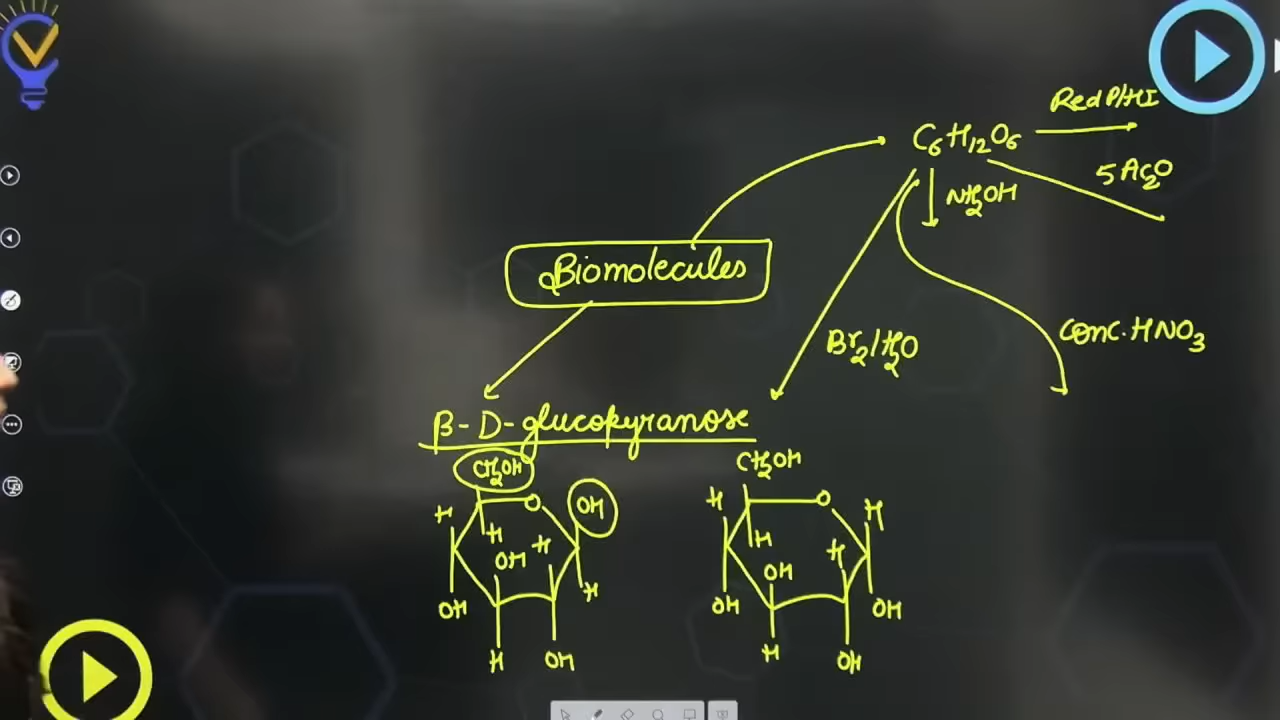 Red P/HI
C6H12O6
5 Ac2O
NH2OH
Biomolecules
Conc. HNO3
Br2/H2O
β-D-glucopyranose
CH2OH CH2OH
O OH H O H
H H H
OH H OH H
H
OH OH OH
H OH H OH